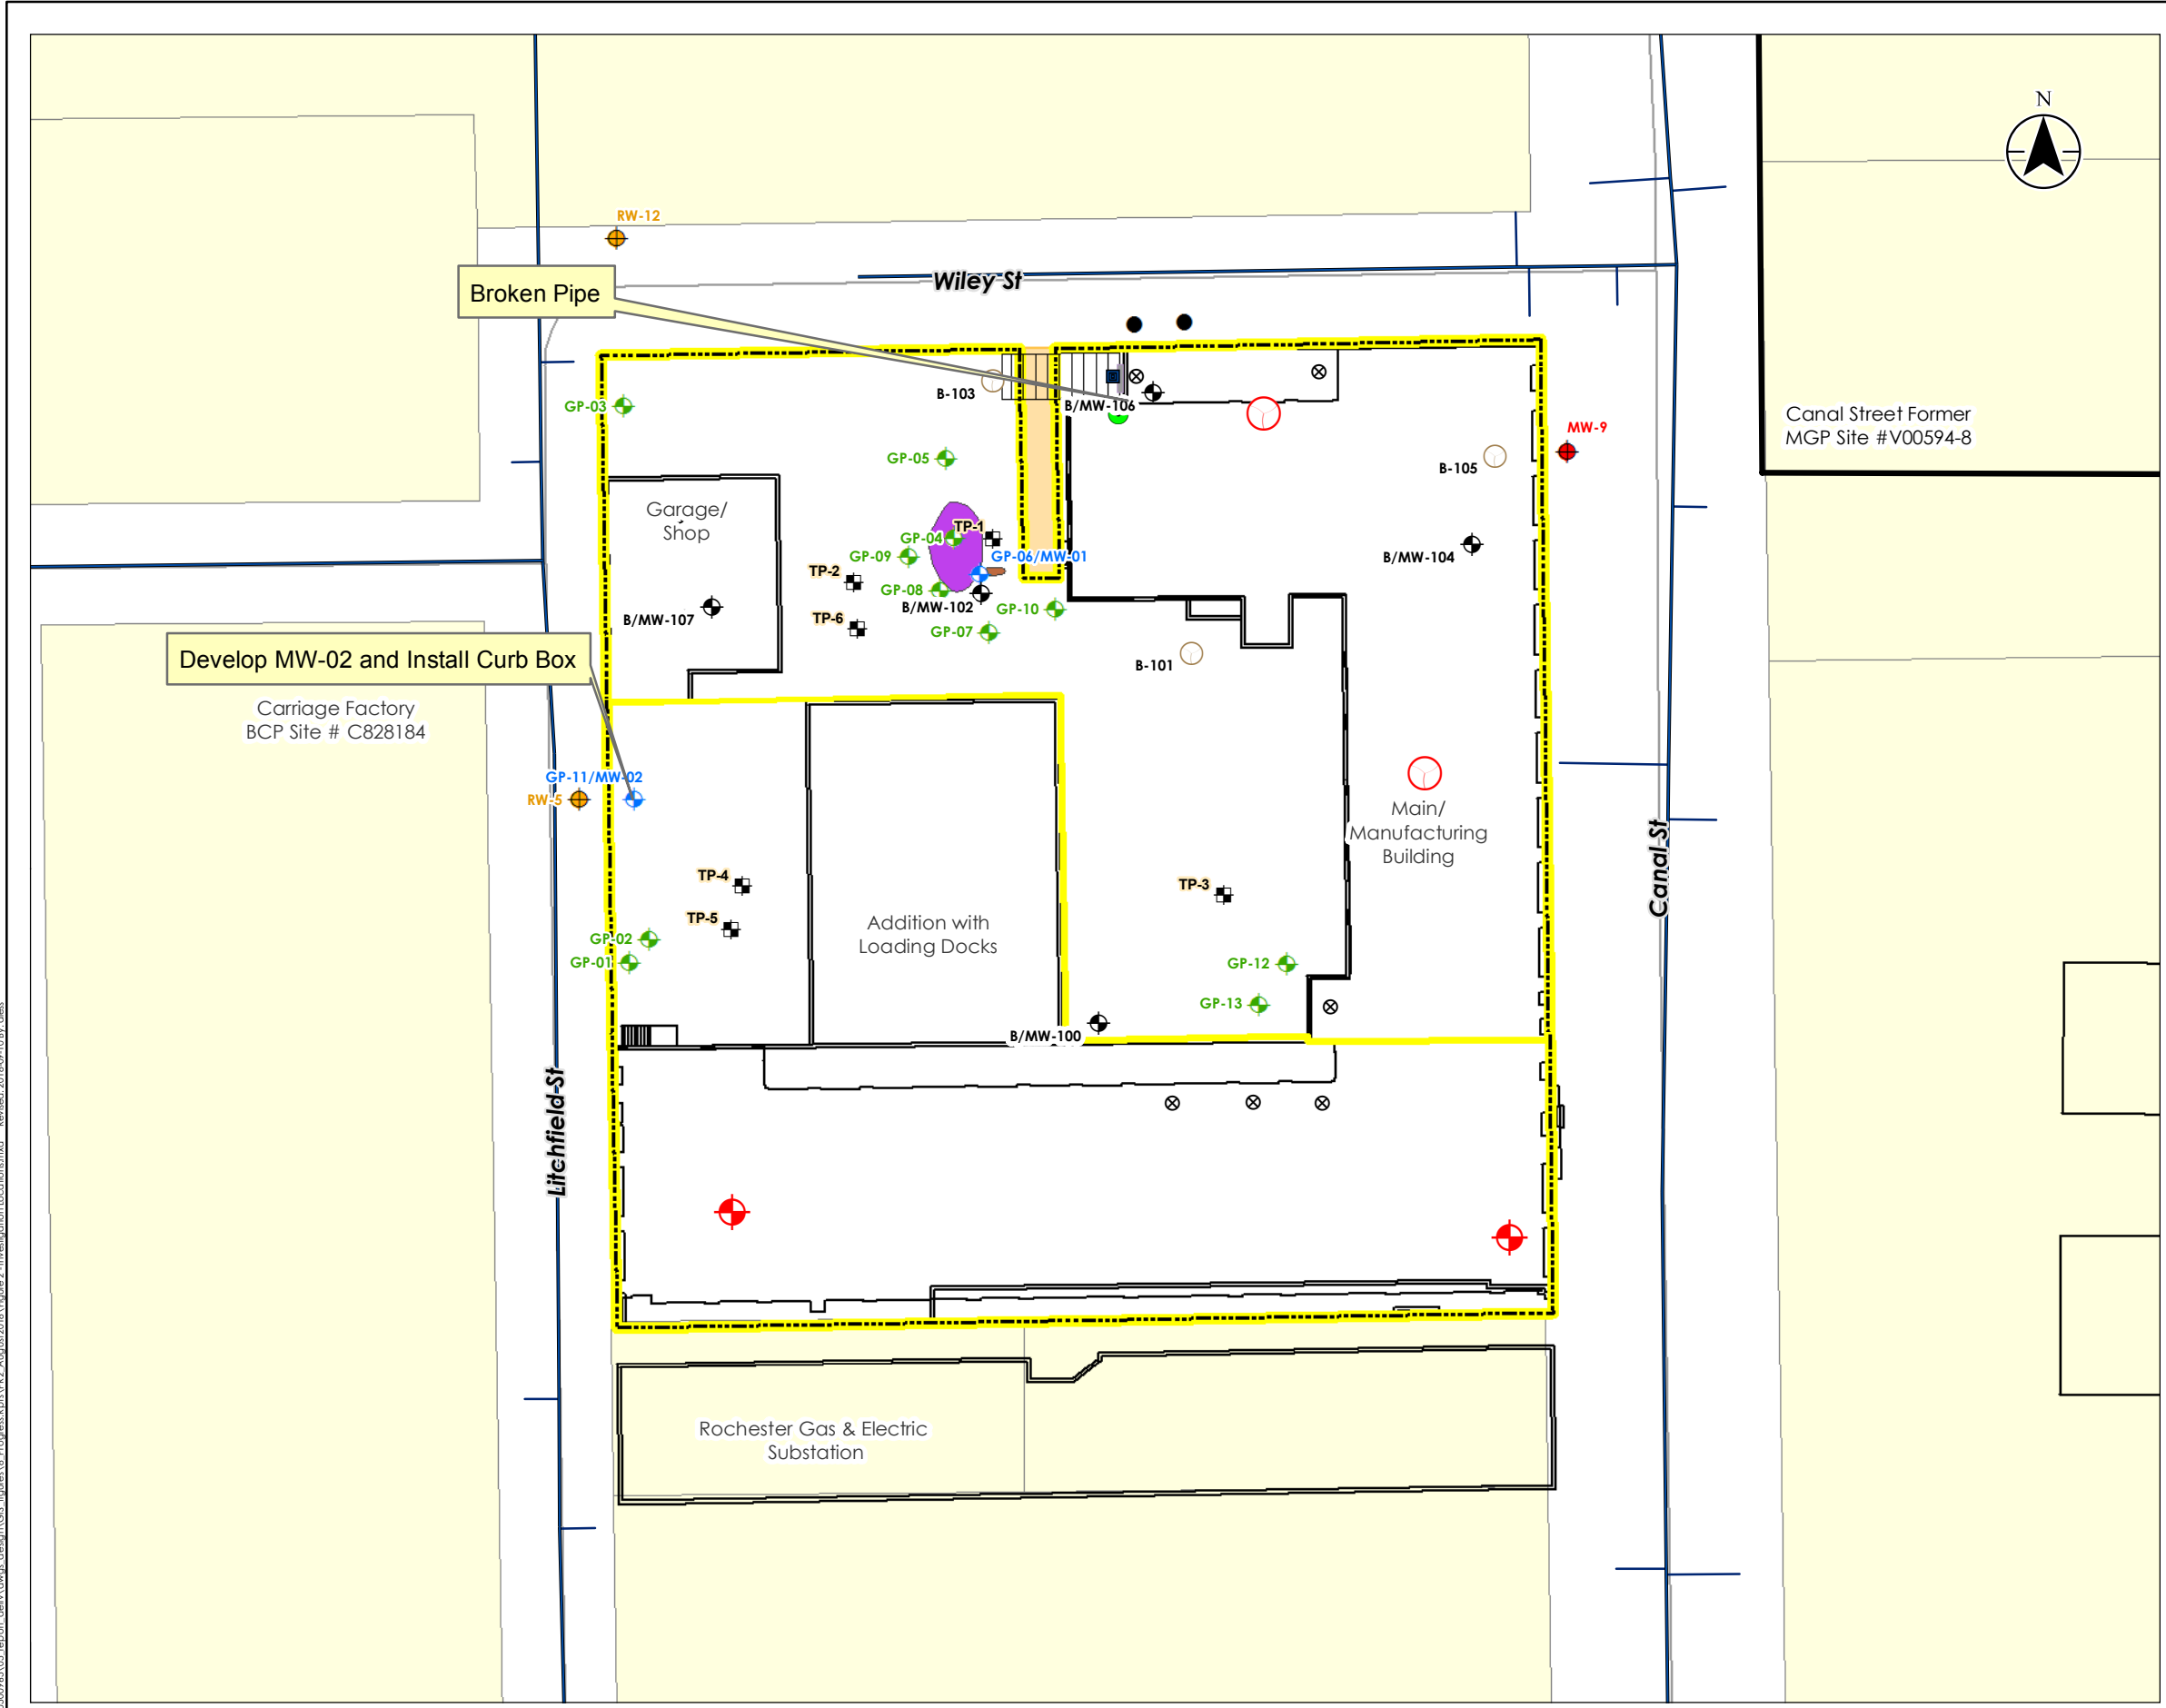 N
RW-12
Broken Pipe
Wiley St
B-103
B/MW-106
GP-03
Canal Street Former
MGP Site #V00594-8
MW-9
GP-05
B-105
Garage/
Shop
TP-1
GP-04
GP-09
GP-06/MW-01
B/MW-104
TP-2
GP-08
B/MW-102
GP-10
B/MW-107
TP-6
GP-07
Develop MW-02 and Install Curb Box
B-101
Carriage Factory
BCP Site # C828184
GP-11/MW-02
RW-5
Main/
Manufacturing
Building
Canal St
TP-4
TP-3
TP-5
Addition with
Loading Docks
GP-02
GP-01
GP-12
GP-13
B/MW-100
Litchfield St
Rochester Gas & Electric
Substation